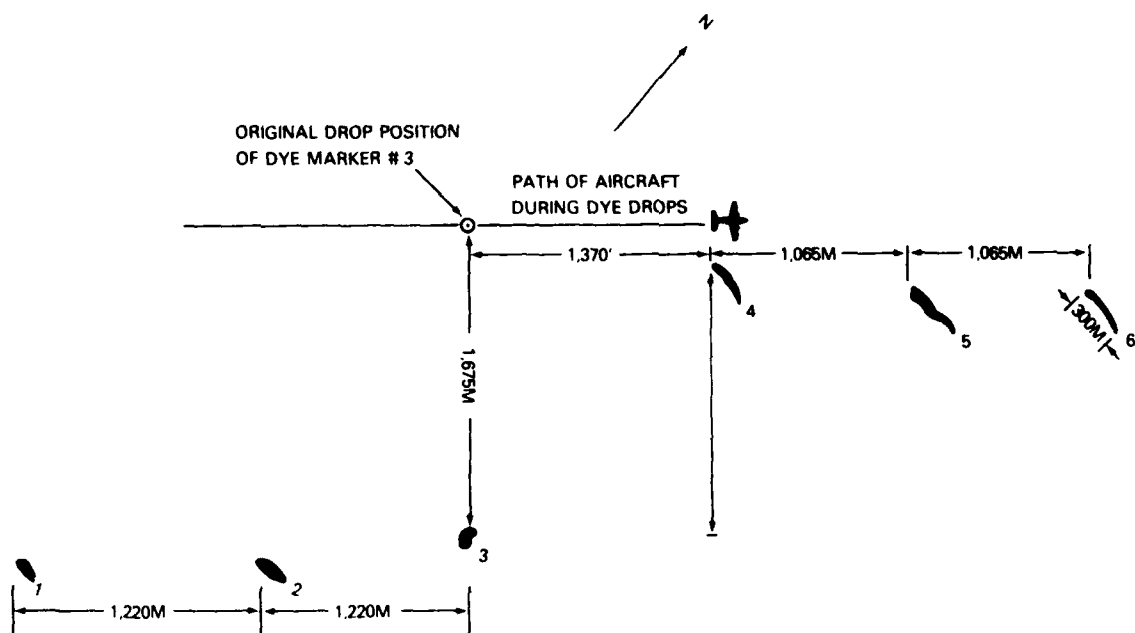 N
ORIGINAL DROP POSITION
OF DYE MARKER #3
PATH OF AIRCRAFT
DURING DYE DROPS
1,370'
1,065M
1,065M
4
5
300M
6
1,675M
3
1
2
1,220M
1,220M